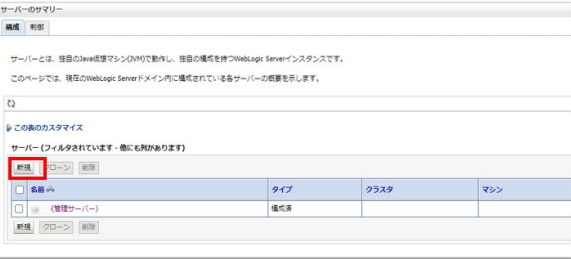 サーバーのサマリー
構成 制御
サーバーとは、独自のJava仮想マシン(JVM)で動作し、独自の構成を持つWebLogic Serverインスタンスです。
このページでは、現在のWebLogic Serverドメイン内に構成されている各サーバーの概要を示します。
この表のカスタマイズ
サーバー (フィルタされています - 他にも列があります)
新規 クローン 削除
名前 タイプ クラスタ マシン
(管理サーバー) 構成済
新規 クローン 削除